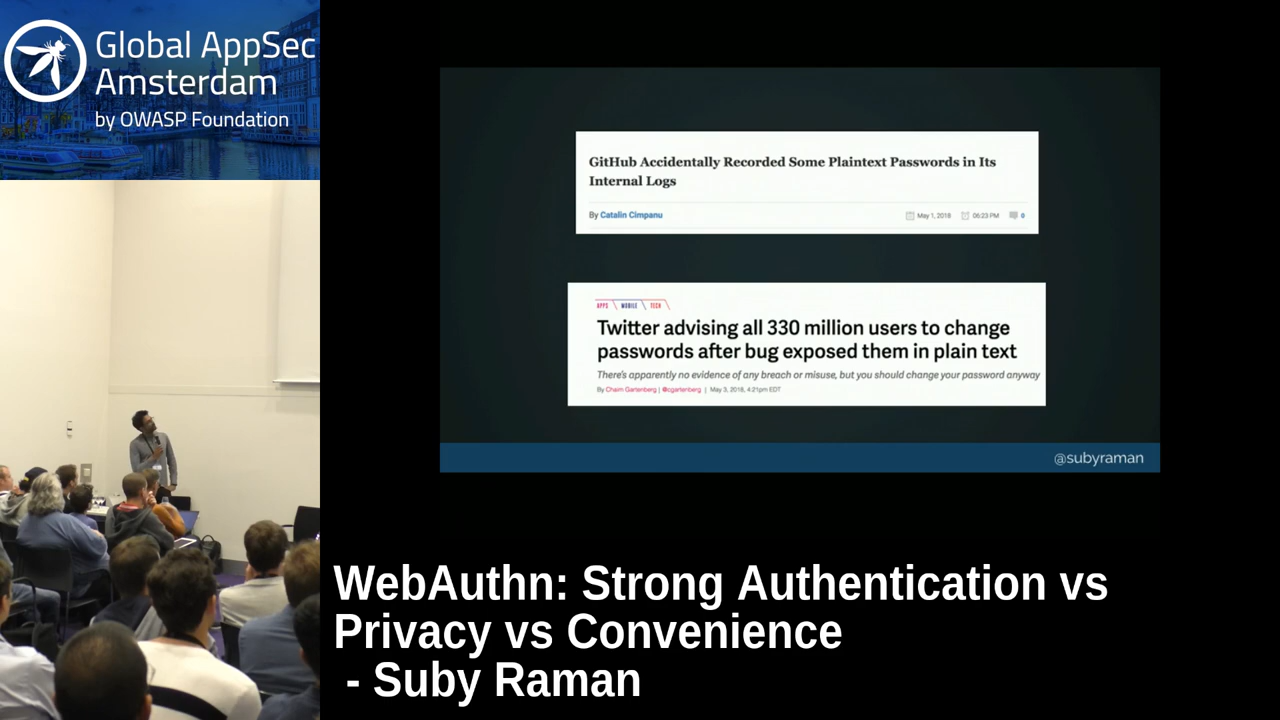 Global AppSec
Amsterdam
by OWASP Foundation
GitHub Accidentally Recorded Some Plaintext Passwords in Its
Internal Logs
By Catalin Cimpanu
May 1, 2018 06:23 PM 0
APPS MOBILE TECH
Twitter advising all 330 million users to change
passwords after bug exposed them in plain text
There's apparently no evidence of any breach or misuse, but you should change your password anyway
By Chaim Gartenberg | @cgartenberg | May 3, 2018, 4:21pm EDT
@subyraman
WebAuthn: Strong Authentication vs
Privacy vs Convenience
- Suby Raman